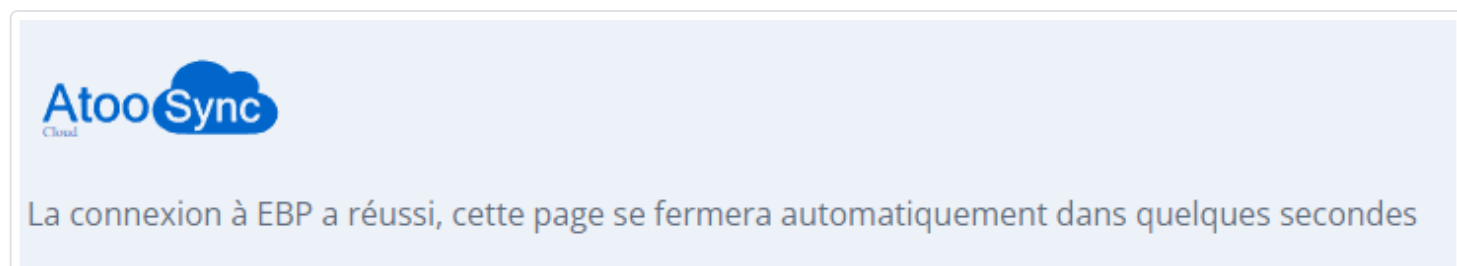 AtooSync
Cloud
La connexion à EBP a réussi, cette page se fermera automatiquement dans quelques secondes